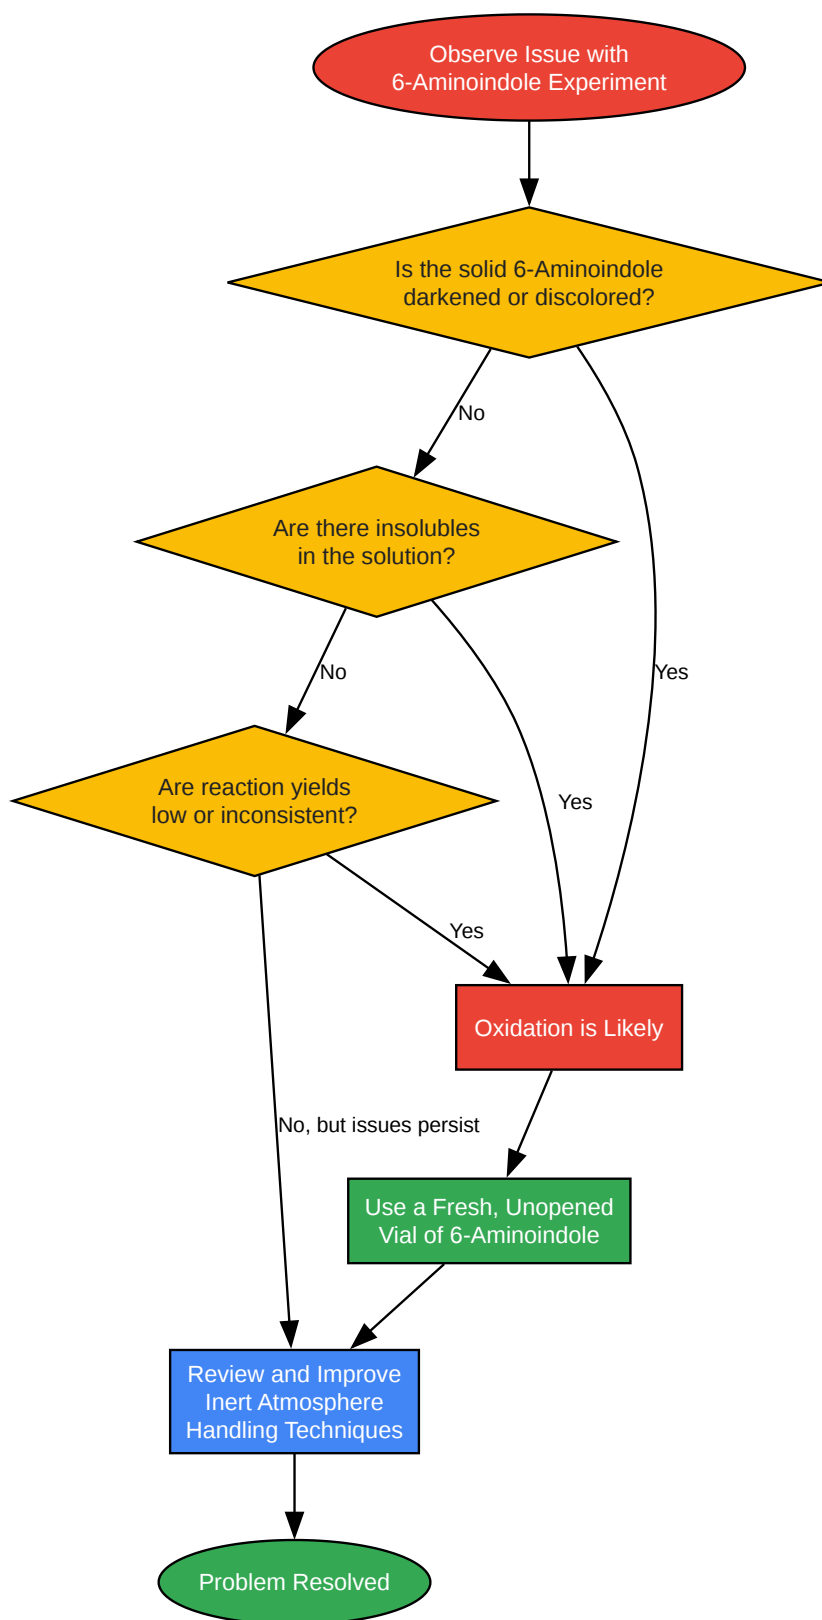 Observe Issue with
6-Aminoindole Experiment
Is the solid 6-Aminoindole
darkened or discolored?
No
Are there insolubles
in the solution?
No
Yes
Are reaction yields
low or inconsistent?
Yes
Yes
Oxidation is Likely
No, but issues persist
Use a Fresh, Unopened
Vial of 6-Aminoindole
Review and Improve
Inert Atmosphere
Handling Techniques
Problem Resolved